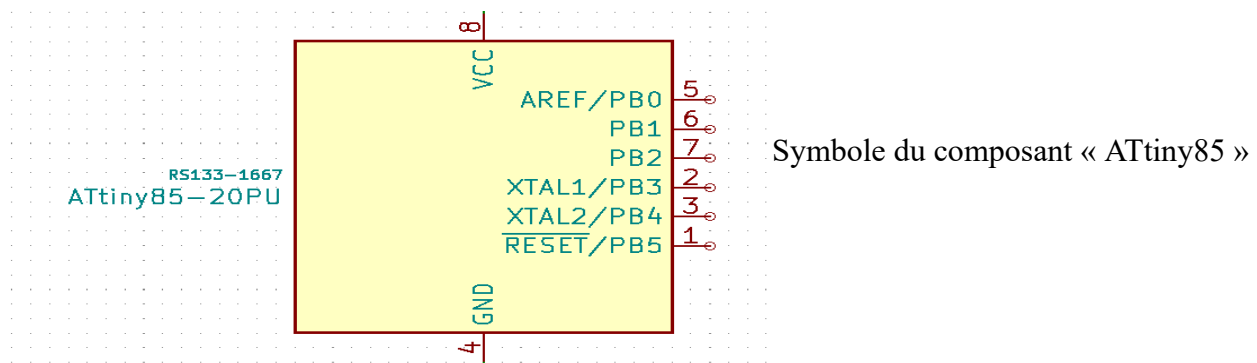 8
VCC
AREF/PB0 5
PB1 6
PB2 7
XTAL1/PB3 2
XTAL2/PB4 3
RESET/PB5 1
GND
4
RS133-1667
ATtiny85-20PU
Symbole du composant « ATtiny85 »